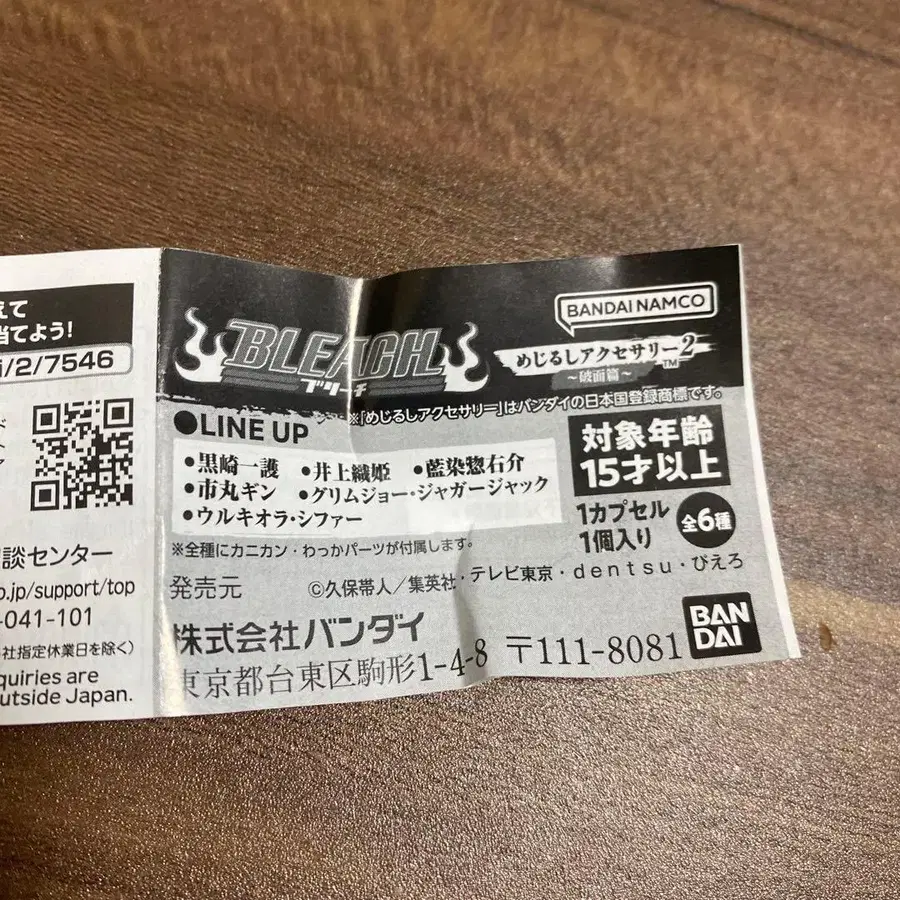 えて
当てよう!
i/2/7546
談センター
o.jp/support/top
-041-101
社指定休業日を除く)
quiries are
utside Japan.
BANDAI NAMCO
BLEACH
ブリーチ
めじるしアクセサリー2
TM
~破面篇~
※「めじるしアクセサリー」はバンダイの日本国登録商標です。
●LINE UP
•黒崎一護 •井上織姫 •藍染惣右介
•市丸ギン •グリムジョー・ジャガージャック
•ウルキオラ・シファー
※全種にカニカン・わっかパーツが付属します。
対象年齢
15才以上
1カプセル
1個入り
全6種
発売元
©久保帯人/集英社・テレビ東京・dentsu・ぴえろ
株式会社バンダイ
東京都台東区駒形1-4-8 〒111-8081
BAN
DAI